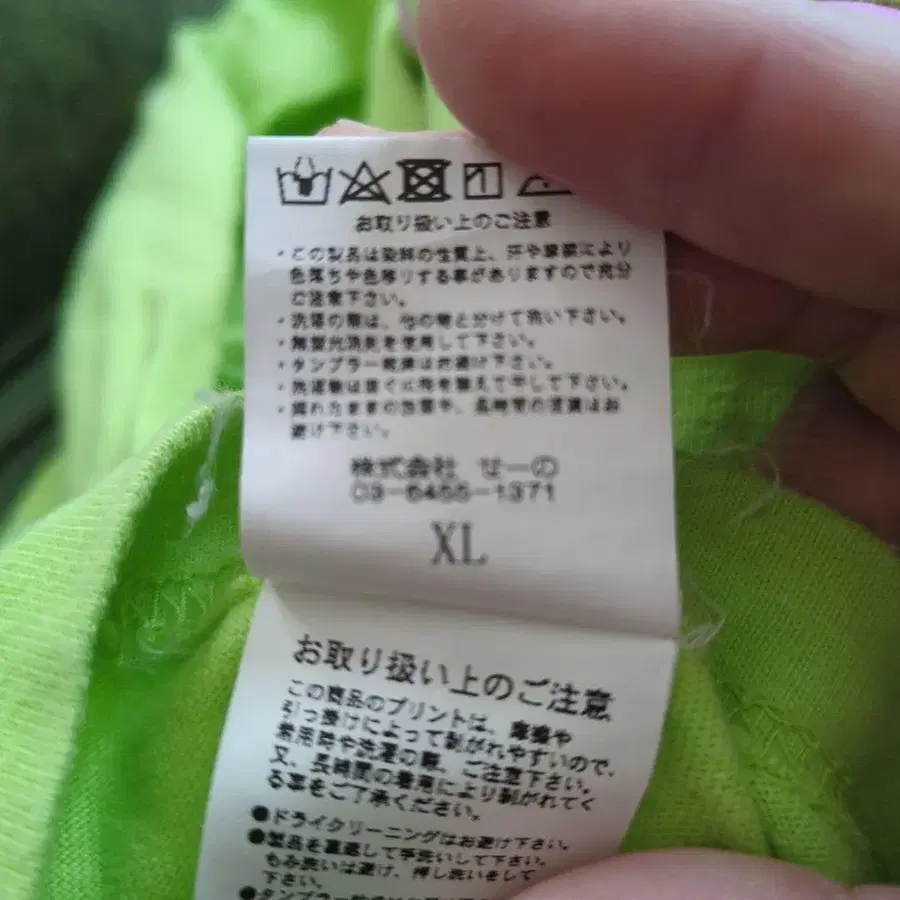 お取り扱い上のご注意
・この製品は染料の性質上、汗や摩擦により
色落ちや色移りする事がありますので充分
ご注意下さい。
・洗濯の際は、他の物と分けて洗い下さい。
・無蛍光洗剤を使用して下さい。
・タンブラー乾燥はお避け下さい。
・洗濯後は直ぐに形を整えて干して下さい。
・濡れたままの放置や、長時間の浸漬はお
避け下さい。
株式会社 せーの
03-6455-1371
XL
お取り扱い上のご注意
この商品のプリントは、摩擦や
引っ掛けによって剥がれやすいので、
着用時や洗濯の際、ご注意下さい。
又、長時間の着用により剥がれてく
る事をご了承ください。
●ドライクリーニングはお避け下さい。
●製品を裏返して手洗いして下さい。
もみ洗いは避け、押し洗いをして
下さい。